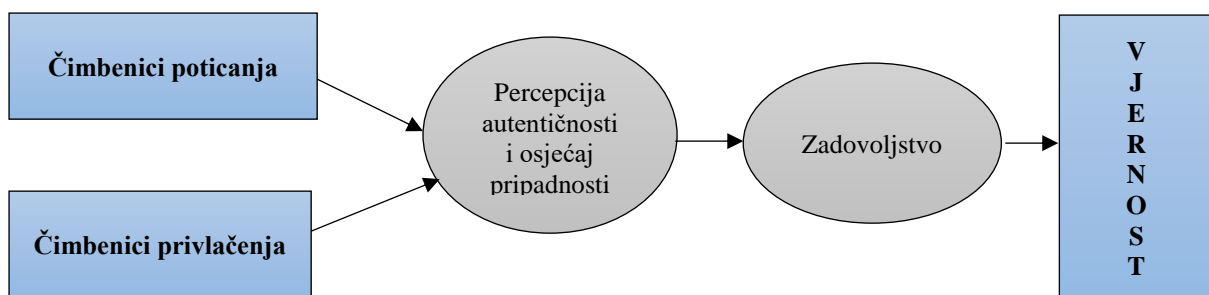 Čimbenici poticanja
Čimbenici privlačenja
Percepcija
autentičnosti
i osjećaj
pripadnosti
Zadovoljstvo
V
J
E
R
N
O
S
T